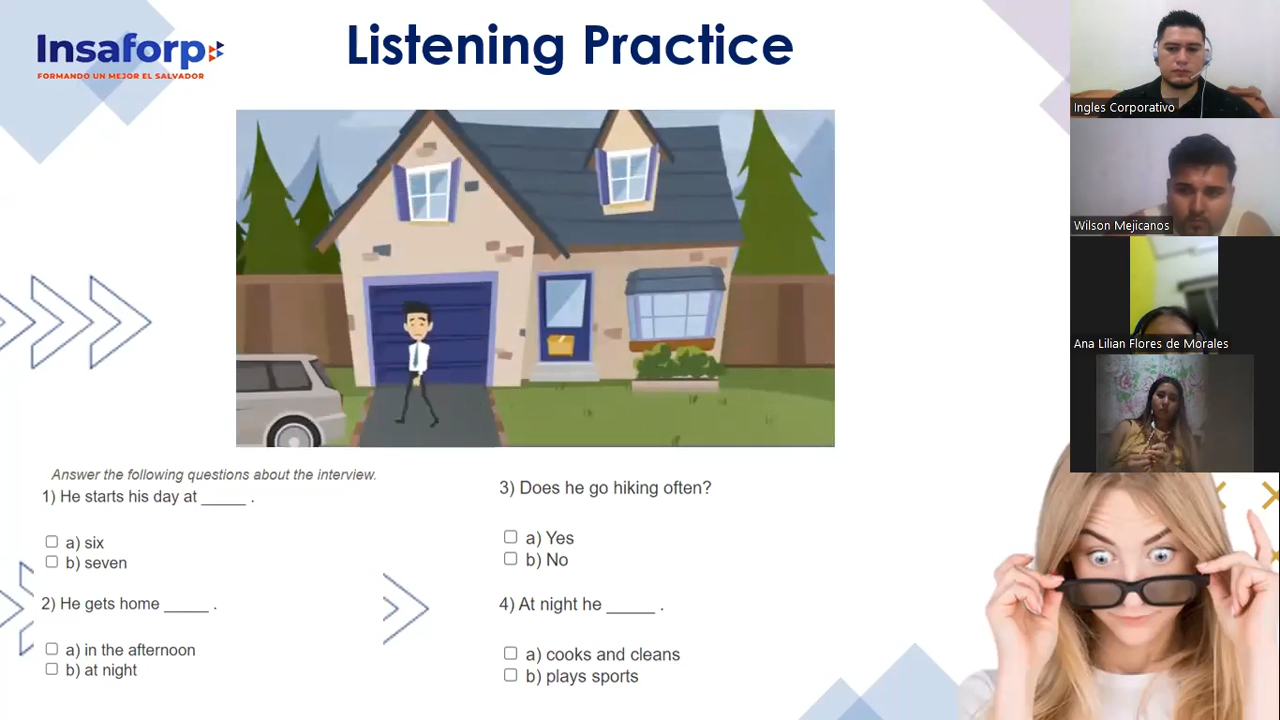 Insaforp
FORMANDO UN MEJOR EL SALVADOR
Listening Practice
Answer the following questions about the interview.
1) He starts his day at _____ .
a) six
b) seven
2) He gets home _____ .
a) in the afternoon
b) at night
3) Does he go hiking often?
a) Yes
b) No
4) At night he _____ .
a) cooks and cleans
b) plays sports
Ingles Corporativo
Wilson Mejicanos
Ana Lilian Flores de Morales